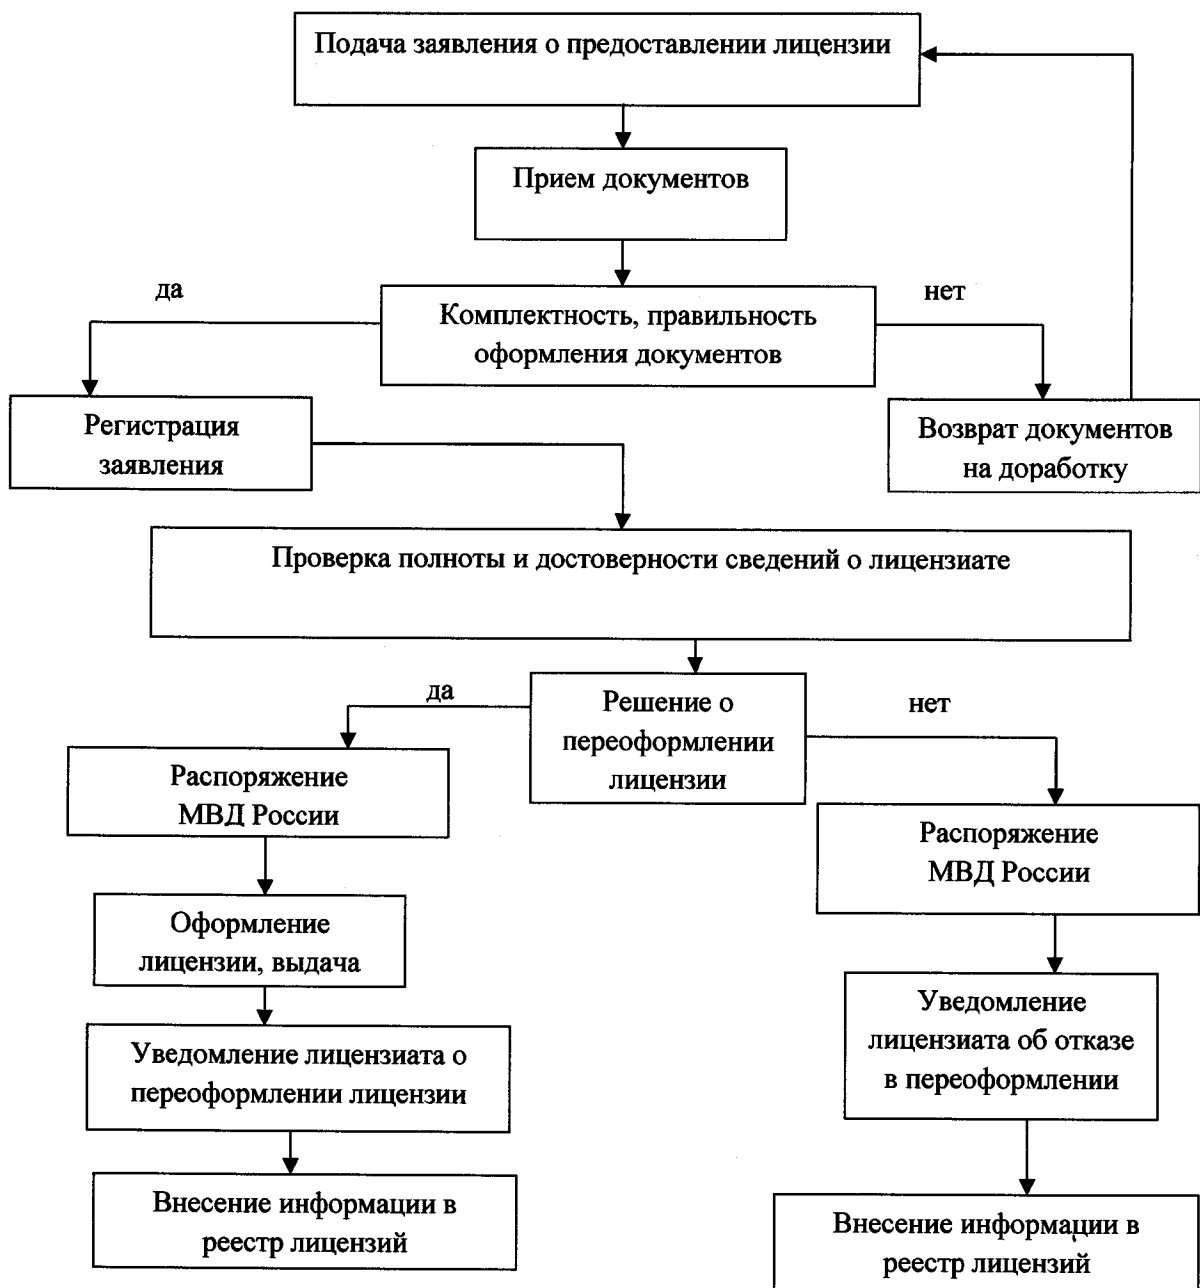 Подача заявления о предоставлении лицензии
Прием документов
да
нет
Комплектность, правильность
оформления документов
Регистрация
заявления
Возврат документов
на доработку
Проверка полноты и достоверности сведений о лицензиате
да
Решение о
переоформлении
лицензии
нет
Распоряжение
МВД России
Распоряжение
МВД России
Оформление
лицензии, выдача
Уведомление
лицензиата об отказе
в переоформлении
Уведомление лицензиата о
переоформлении лицензии
Внесение информации в
реестр лицензий
Внесение информации в
реестр лицензий